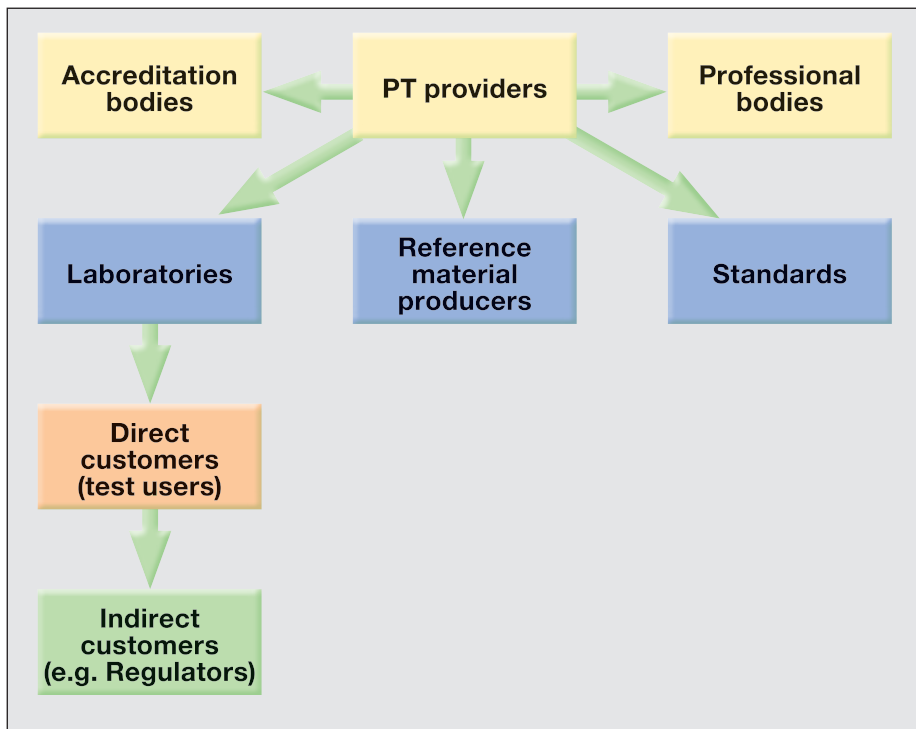 Accreditation
bodies
PT providers
Professional
bodies
Laboratories
Reference
material
producers
Standards
Direct
customers
(test users)
Indirect
customers
(e.g. Regulators)